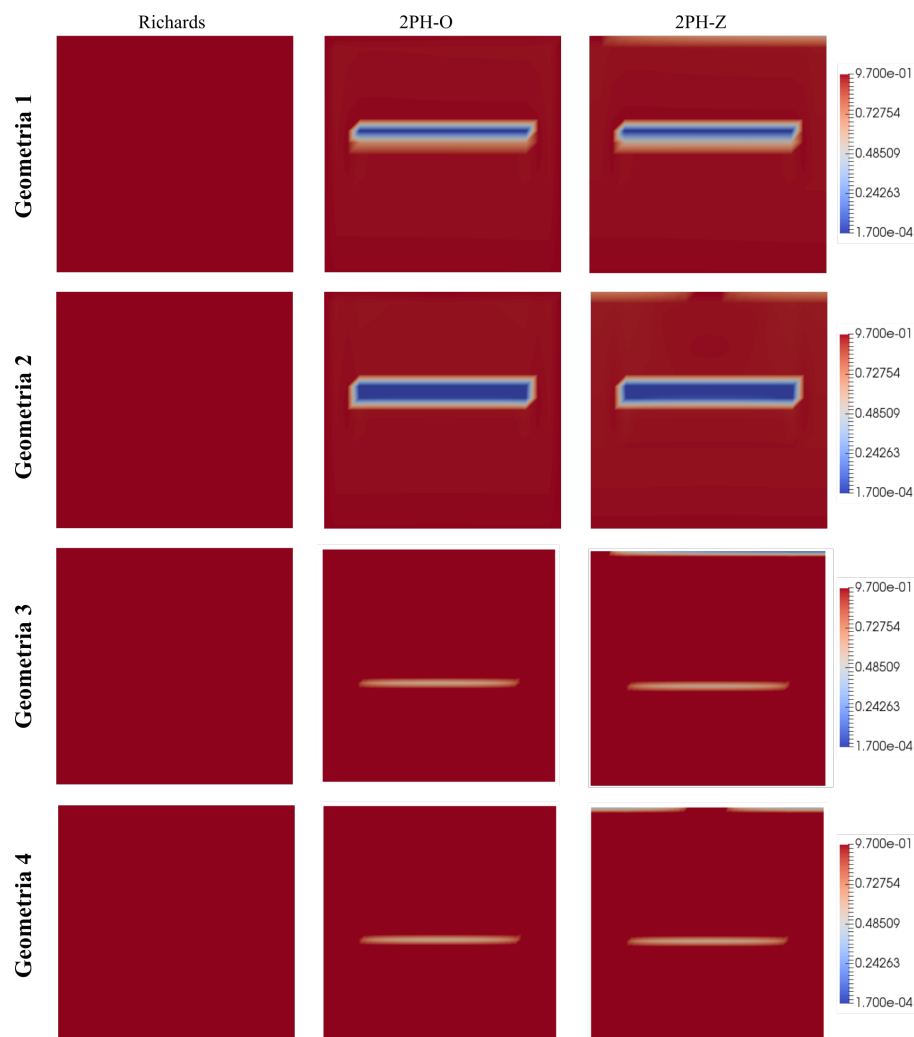 Richards 2PH-O 2PH-Z
Geometria 1
9.700e-01
0.72754
0.48509
0.24263
1.700e-04
Geometria 2
9.700e-01
0.72754
0.48509
0.24263
1.700e-04
Geometria 3
9.700e-01
0.72754
0.48509
0.24263
1.700e-04
Geometria 4
9.700e-01
0.72754
0.48509
0.24263
1.700e-04